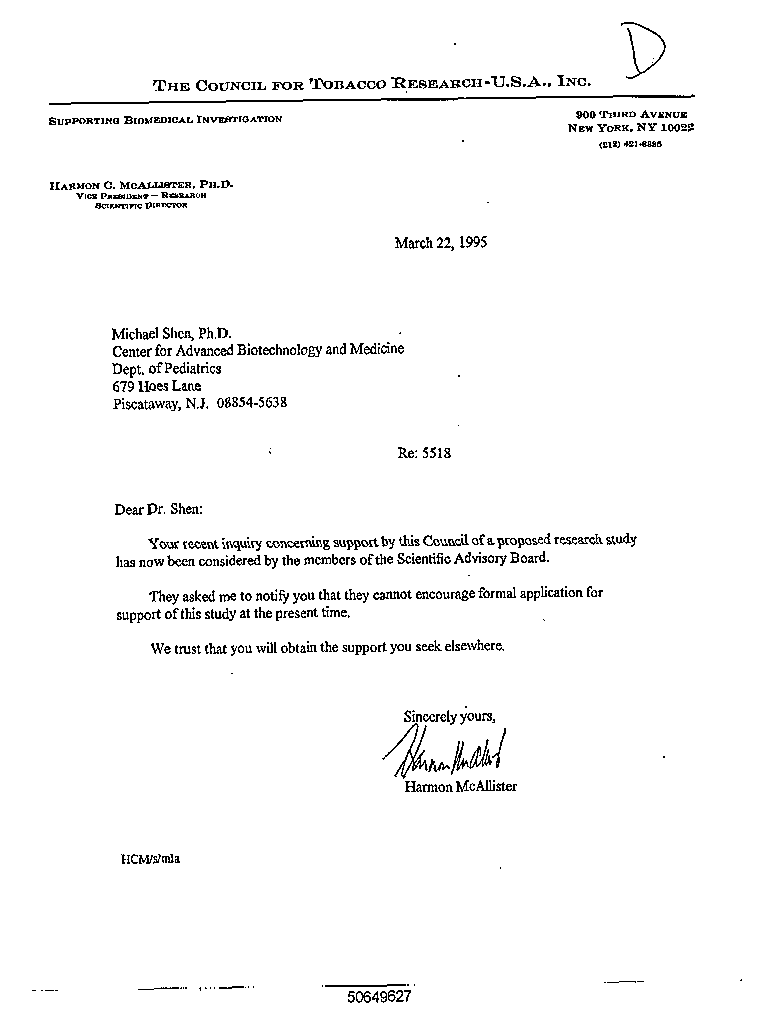 D
THE COUNCIL FOR TOBACCO RESEARCH-U.S.A., INC.
SUPPORTING BIOMEDICAL INVESTIGATION
900 THIRD AVENUE
NEW YORK, NY 10022
(212) 421-8885
HARMON C. MCALLISTER, PH.D.
VICE PRESIDENT — RESEARCH
SCIENTIFIC DIRECTOR
March 22, 1995
Michael Shen, Ph.D.
Center for Advanced Biotechnology and Medicine
Dept. of Pediatrics
679 Hoes Lane
Piscataway, N.J. 08854-5638
Re: 5518
Dear Dr. Shen:
Your recent inquiry concerning support by this Council of a proposed research study
has now been considered by the members of the Scientific Advisory Board.
They asked me to notify you that they cannot encourage formal application for
support of this study at the present time.
We trust that you will obtain the support you seek elsewhere.
Sincerely yours,
Harmon McAllister
Harmon McAllister
HCM/s/mla
50649627